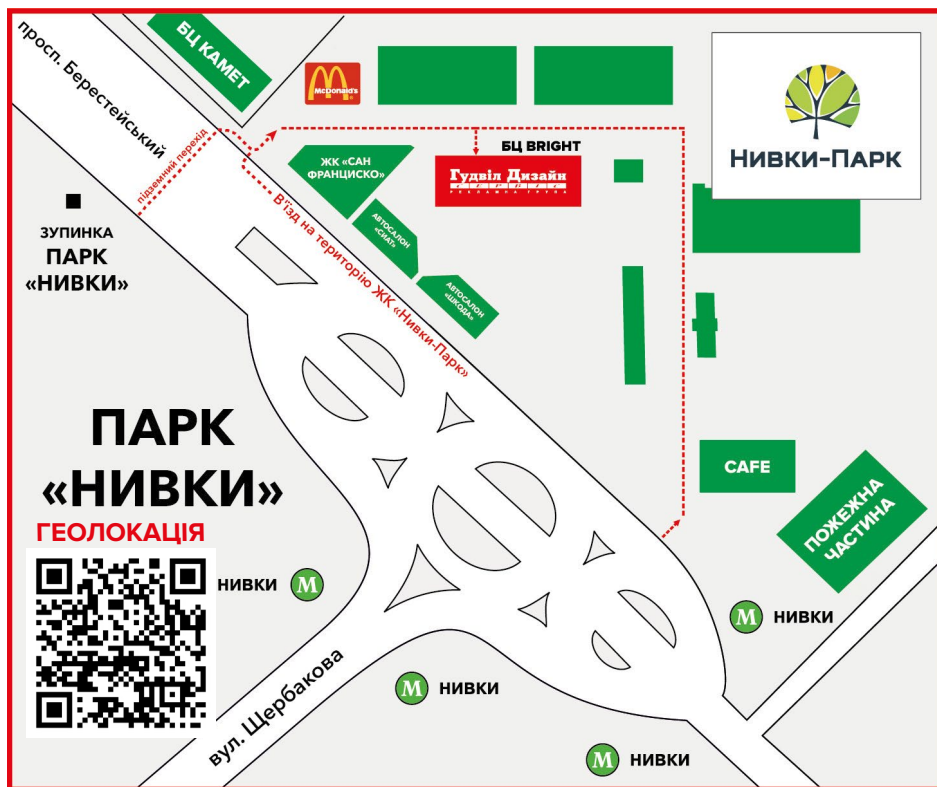 просп. Берестейський
БЦ КАМЕТ
McDonald's
НИВКИ-ПАРК
підземний перехід
БЦ BRIGHT
Гудвіл Дизайн
РЕКЛАМНА ГРУПА
ЖК «САН
ФРАНЦИСКО»
В'їзд на територію ЖК «Нивки-Парк»
АВТОСАЛОН
«СИАТ»
АВТОСАЛОН
«ШКОДА»
ЗУПИНКА
ПАРК
«НИВКИ»
ПАРК
«НИВКИ»
ГЕОЛОКАЦІЯ
CAFE
ПОЖЕЖНА
ЧАСТИНА
НИВКИ M
M НИВКИ
M НИВКИ
M НИВКИ
вул. Щербакова